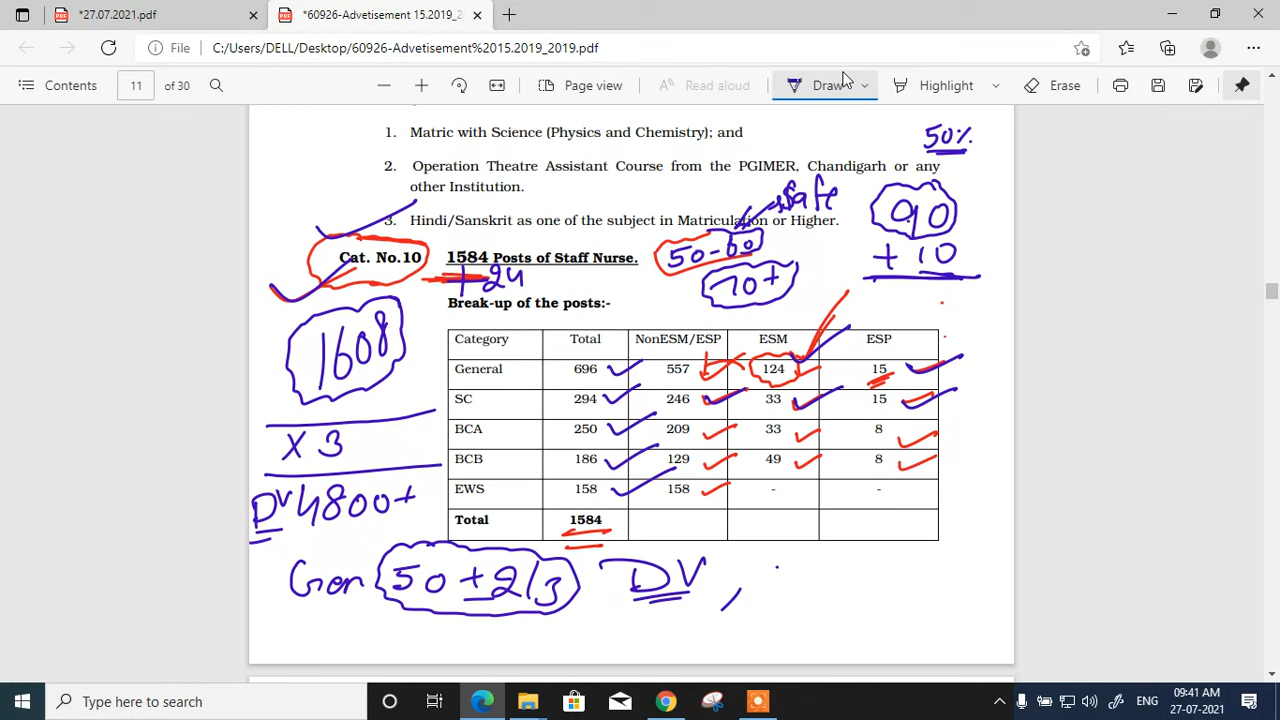 *27.07.2021.pdf
*60926-Advetisement 15.2019_2019
File C:/Users/DELL/Desktop/60926-Advetisement%2015.2019_2019.pdf
Contents 11 of 30 Page view Read aloud Draw Highlight Erase
1. Matric with Science (Physics and Chemistry); and
50%
2. Operation Theatre Assistant Course from the PGIMER, Chandigarh or any
other Institution.
safe
90
3. Hindi/Sanskrit as one of the subject in Matriculation or Higher.
Cat. No.10 1584 Posts of Staff Nurse.
50-60
+10
+24
70+
Break-up of the posts:-
1608
Category Total NonESM/ESP ESM ESP
General 696 557 124 15
SC 294 246 33 15
BCA 250 209 33 8
X 3
BCB 186 129 49 8
EWS 158 158 - -
DV 4800+
Total 1584
Gen 50 ± 2/3 DV,
Type here to search
ENG 09:41 AM
27-07-2021